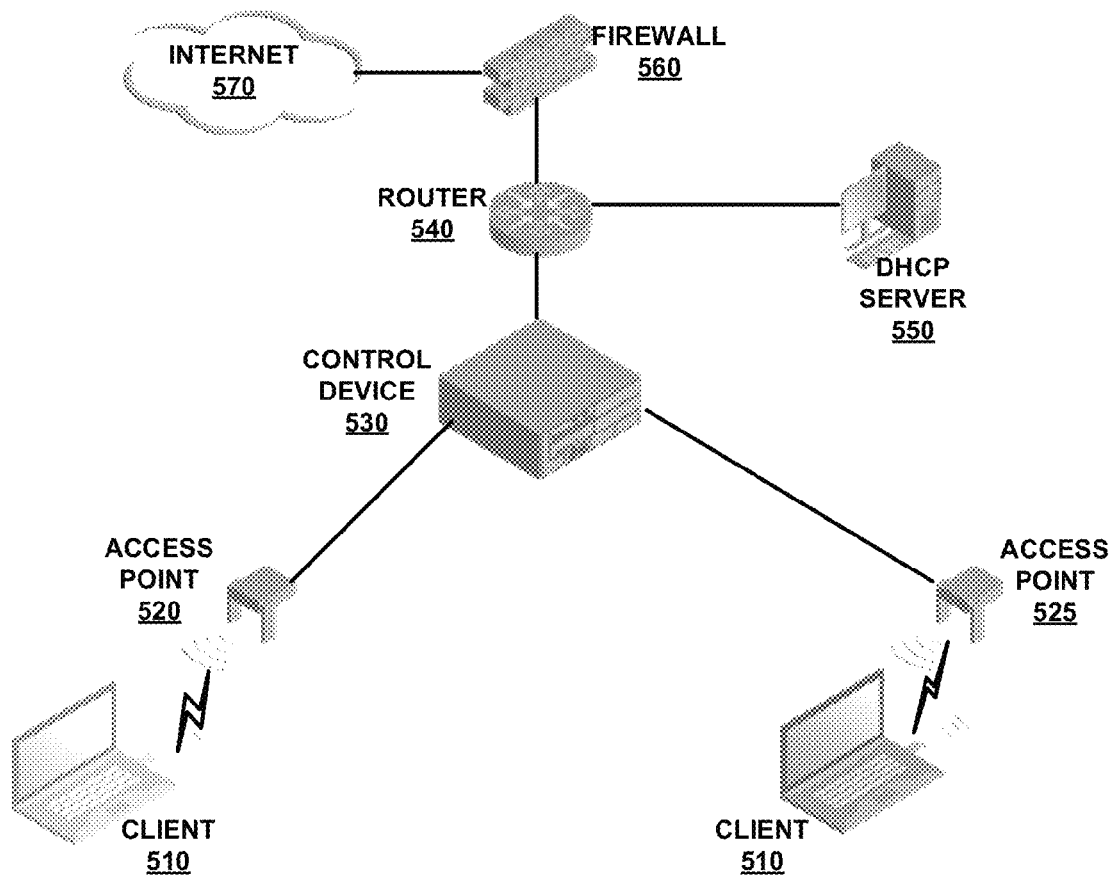 INTERNET
570
FIREWALL
560
ROUTER
540
DHCP
SERVER
550
CONTROL
DEVICE
530
ACCESS
POINT
520
ACCESS
POINT
525
CLIENT
510
CLIENT
510